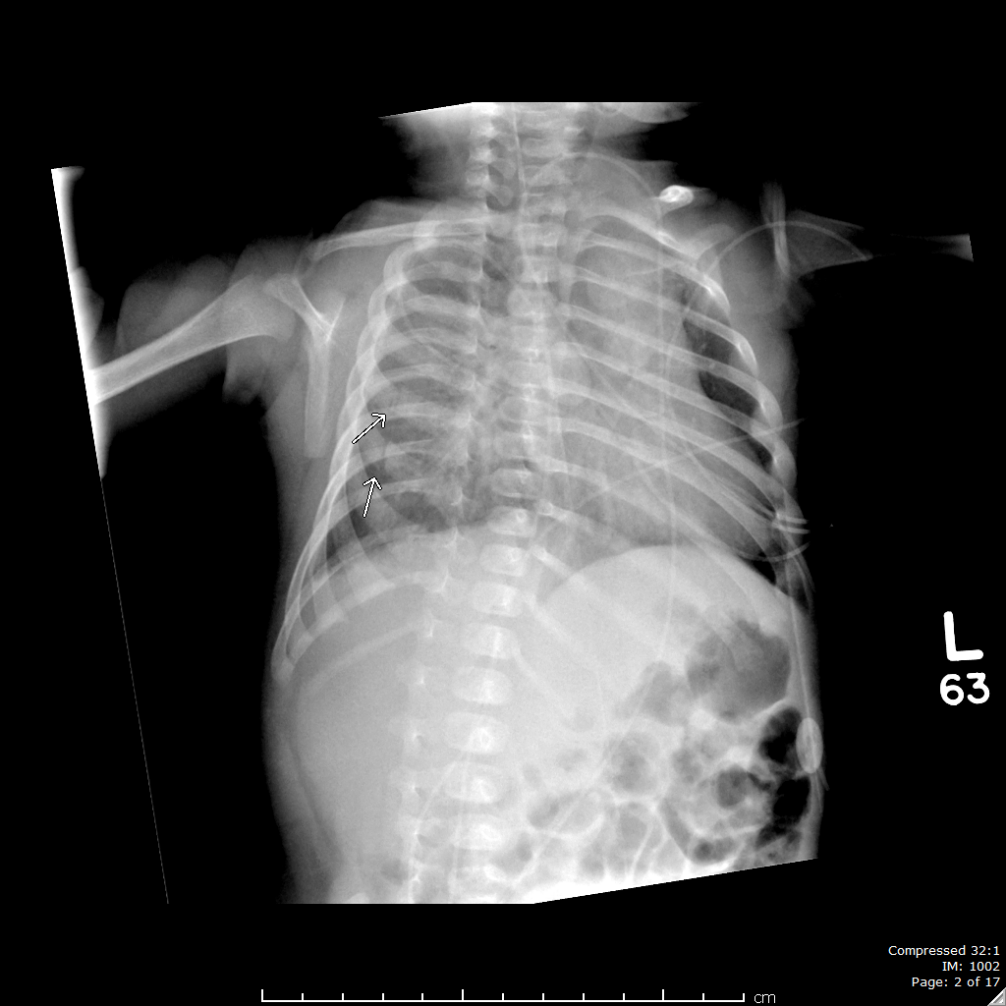 L
63
Compressed 32:1
IM: 1002
Page: 2 of 17
cm